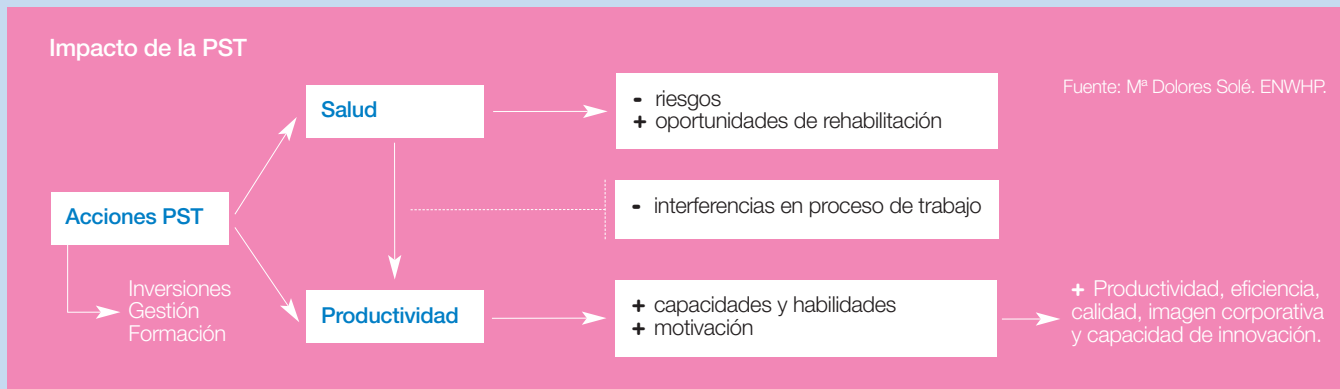 Impacto de la PST
Fuente: Mª Dolores Solé. ENWHP.
Salud
- riesgos
+ oportunidades de rehabilitación
Acciones PST
- interferencias en proceso de trabajo
Inversiones
Gestión
Formación
Productividad
+ capacidades y habilidades
+ motivación
+ Productividad, eficiencia,
calidad, imagen corporativa
y capacidad de innovación.